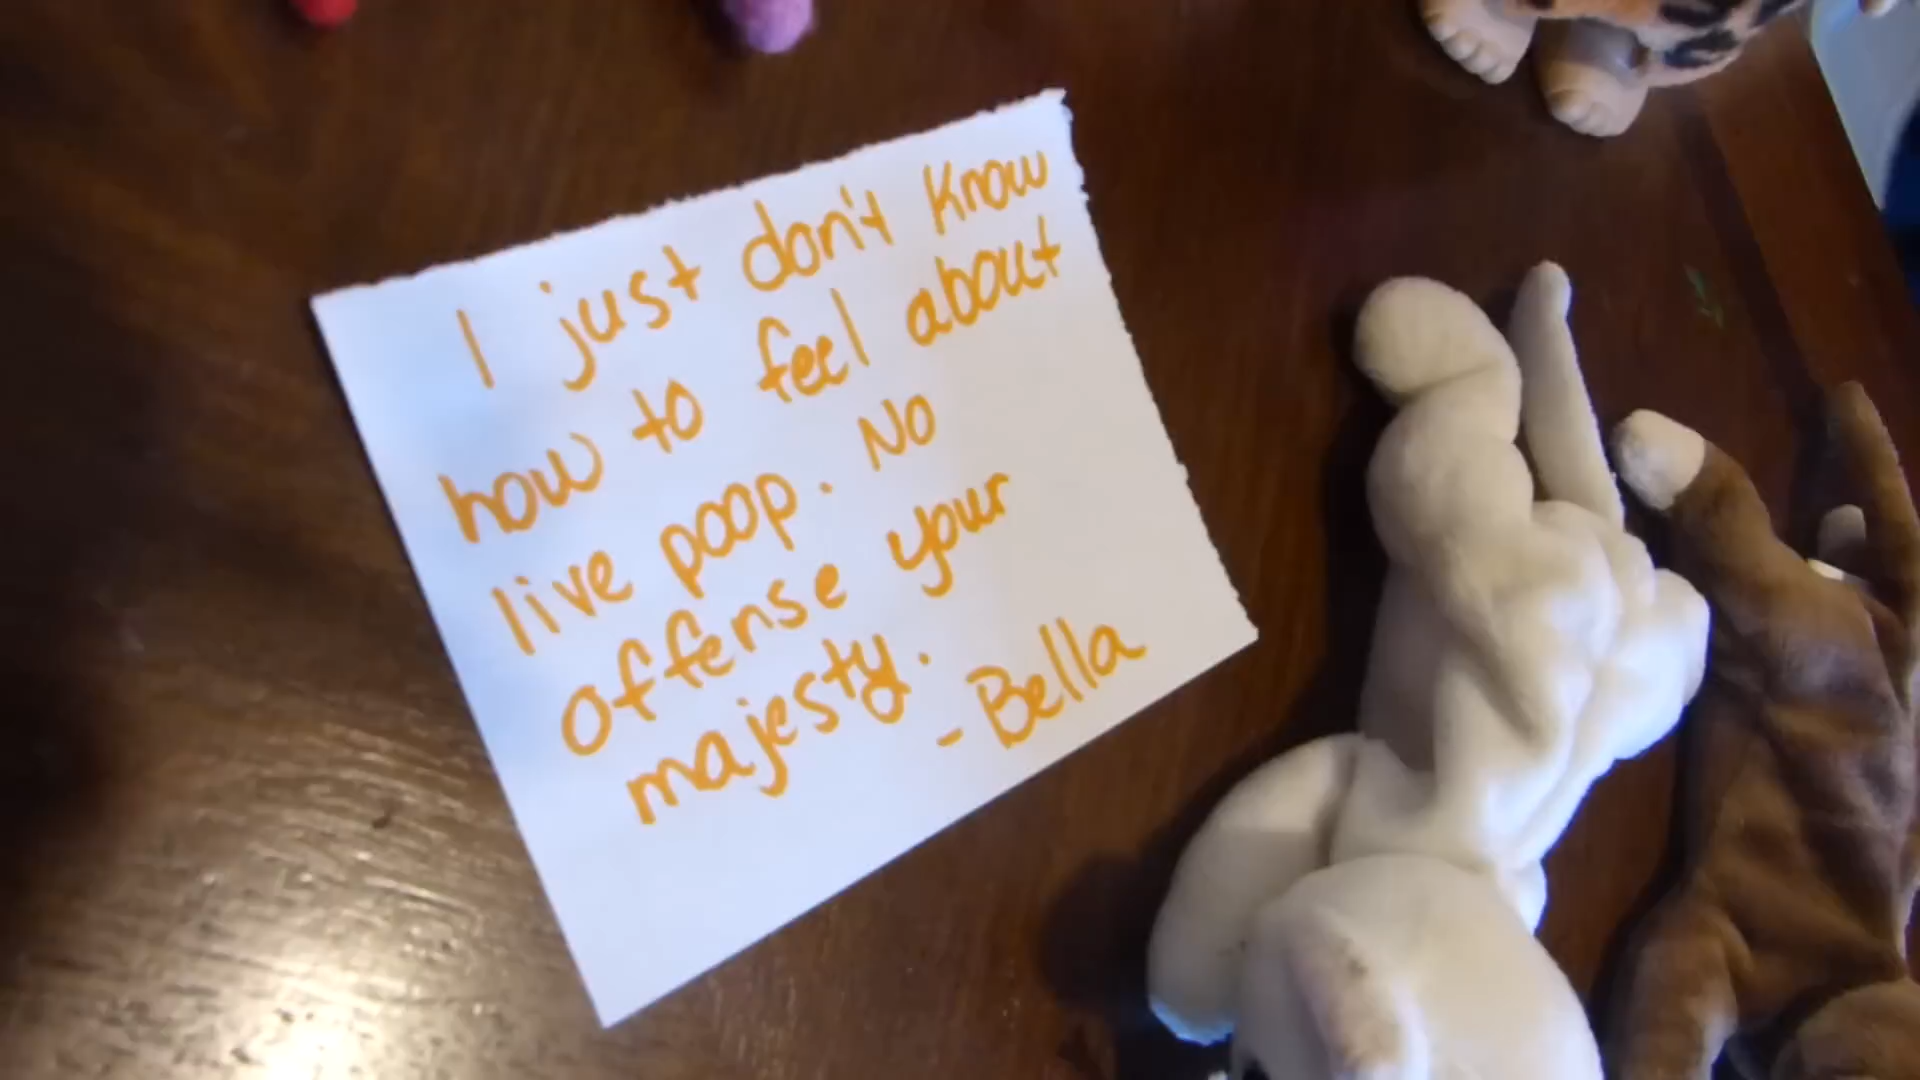 I just don't know
how to feel about
live poop. No
offense your
majesty.
- Bella